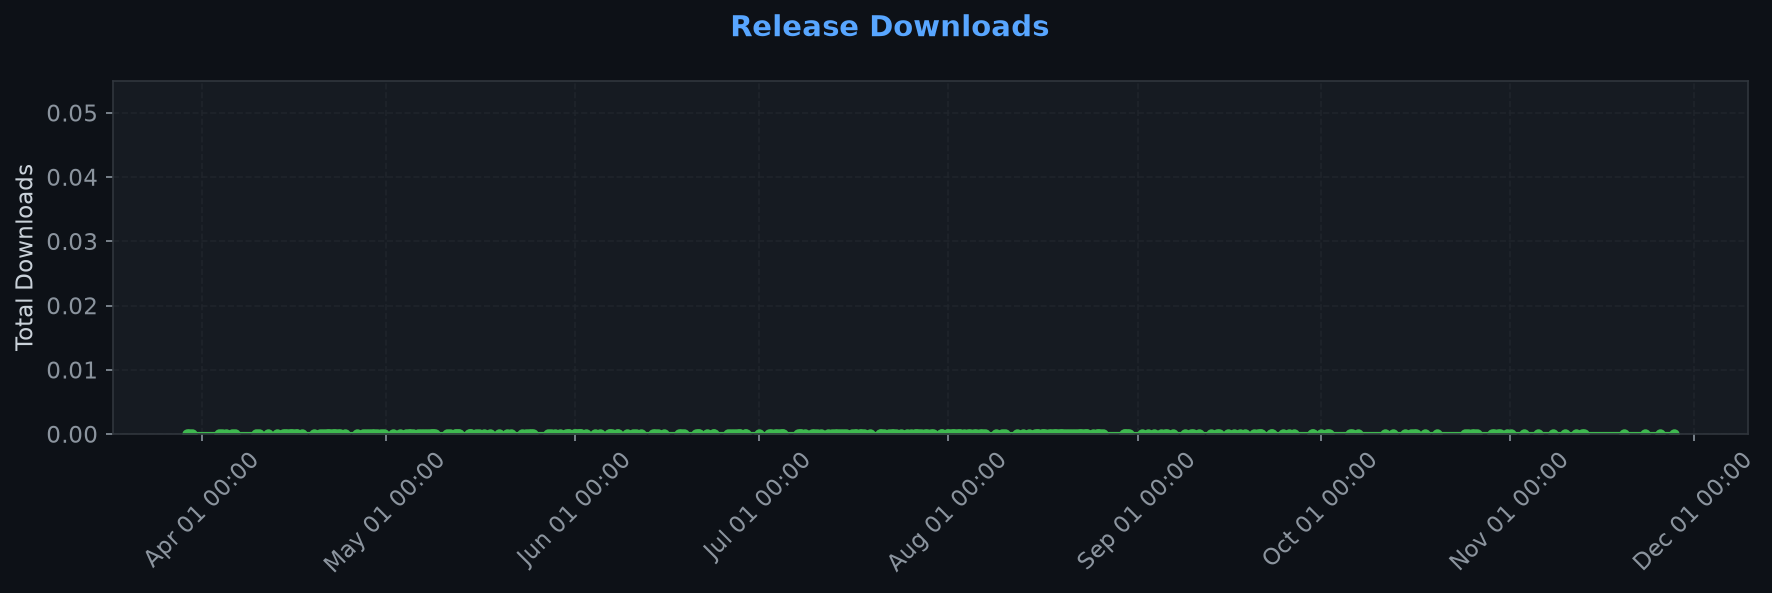 Release Downloads
Total Downloads
0.05
0.04
0.03
0.02
0.01
0.00
Apr 01 00:00
May 01 00:00
Jun 01 00:00
Jul 01 00:00
Aug 01 00:00
Sep 01 00:00
Oct 01 00:00
Nov 01 00:00
Dec 01 00:00